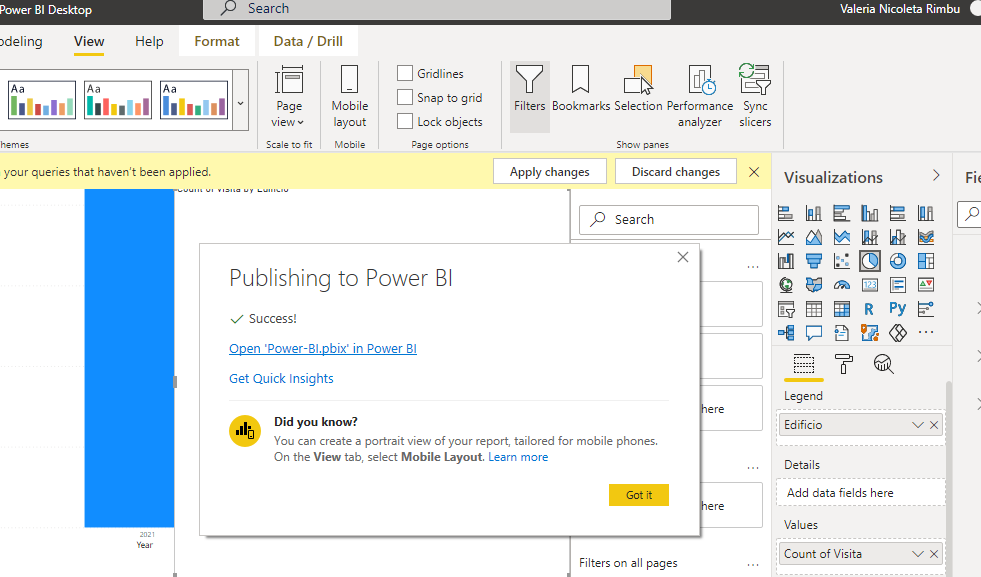 Power BI Desktop
Search
Valeria Nicoleta Rimbu
odeling
View
Help
Format
Data / Drill
Aa
Aa
Aa
Page view
Mobile layout
Gridlines
Snap to grid
Lock objects
Filters
Bookmarks
Selection
Performance analyzer
Sync slicers
hemes
Scale to fit
Mobile
Page options
Show panes
your queries that haven't been applied.
Apply changes
Discard changes
Count of Visita by Edificio
Search
Visualizations
Fie
Publishing to Power BI
Success!
Open 'Power-BI.pbix' in Power BI
Get Quick Insights
Did you know?
You can create a portrait view of your report, tailored for mobile phones.
On the View tab, select Mobile Layout. Learn more
Got it
here
here
Filters on all pages
2021
Year
123
R
Py
Legend
Edificio
Details
Add data fields here
Values
Count of Visita